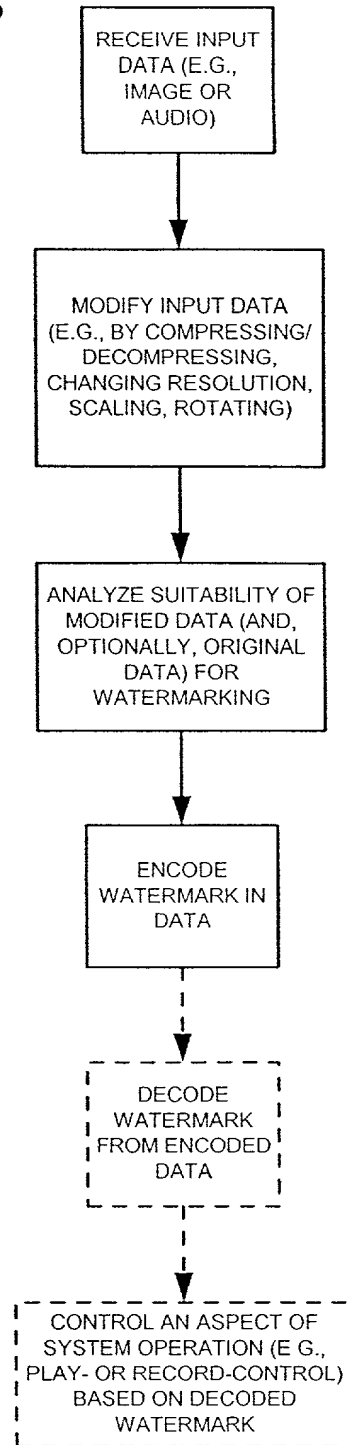 RECEIVE INPUT
DATA (E.G.,
IMAGE OR
AUDIO)
MODIFY INPUT DATA
(E.G., BY COMPRESSING/
DECOMPRESSING,
CHANGING RESOLUTION,
SCALING, ROTATING)
ANALYZE SUITABILITY OF
MODIFIED DATA (AND,
OPTIONALLY, ORIGINAL
DATA) FOR
WATERMARKING
ENCODE
WATERMARK IN
DATA
DECODE
WATERMARK
FROM ENCODED
DATA
CONTROL AN ASPECT OF
SYSTEM OPERATION (E G.,
PLAY- OR RECORD-CONTROL)
BASED ON DECODED
WATERMARK